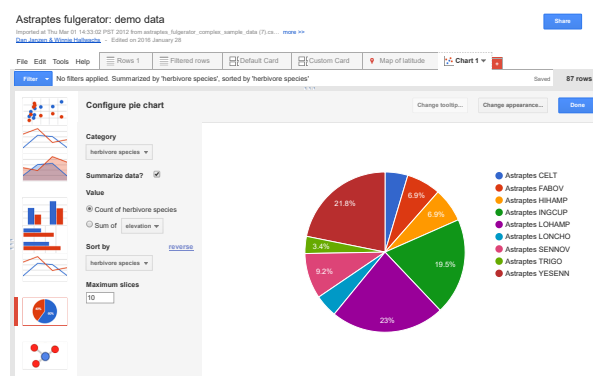 Astraptes fulgerator: demo data
Share
Imported at Thu Mar 01 14:33:02 PST 2012 from astraptes_fulgerator_complex_sample_data (7).cs... more >>
Dan Janzen & Winnie Hallwachs - Edited on 2016 January 28
File Edit Tools Help Rows 1 Filtered rows Default Card Custom Card Map of latitude Chart 1
Filter No filters applied. Summarized by 'herbivore species', sorted by 'herbivore species' Saved 87 rows
Configure pie chart Change tooltip... Change appearance... Done
Category
herbivore species
Summarize data?
Value
Count of herbivore species
Sum of elevation
Sort by reverse
herbivore species
Maximum slices
10
6.9%
6.9%
19.5%
23%
9.2%
3.4%
21.8%
Astraptes CELT
Astraptes FABOV
Astraptes HIHAMP
Astraptes INGCUP
Astraptes LOHAMP
Astraptes LONCHO
Astraptes SENNOV
Astraptes TRIGO
Astraptes YESENN